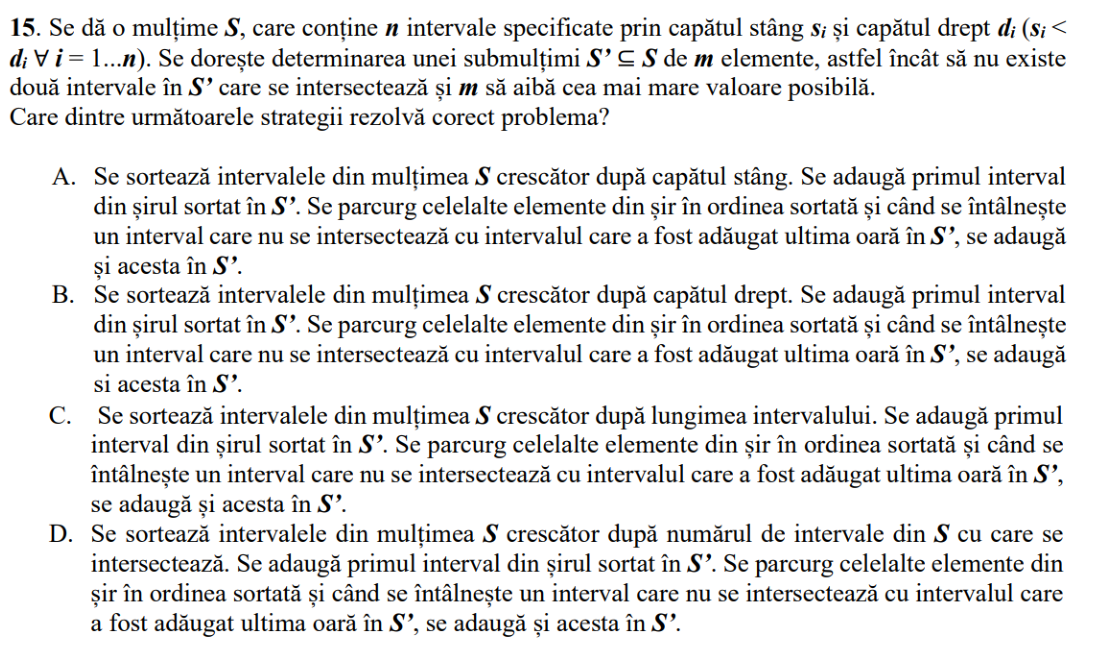 15. Se dă o mulțime S, care conține n intervale specificate prin capătul stâng si și capătul drept di (si <
di ∀ i = 1...n). Se dorește determinarea unei submulțimi S’ ⊆ S de m elemente, astfel încât să nu existe
două intervale în S’ care se intersectează și m să aibă cea mai mare valoare posibilă.
Care dintre următoarele strategii rezolvă corect problema?
A. Se sortează intervalele din mulțimea S crescător după capătul stâng. Se adaugă primul interval
din șirul sortat în S’. Se parcurg celelalte elemente din șir în ordinea sortată și când se întâlnește
un interval care nu se intersectează cu intervalul care a fost adăugat ultima oară în S’, se adaugă
și acesta în S’.
B. Se sortează intervalele din mulțimea S crescător după capătul drept. Se adaugă primul interval
din șirul sortat în S’. Se parcurg celelalte elemente din șir în ordinea sortată și când se întâlnește
un interval care nu se intersectează cu intervalul care a fost adăugat ultima oară în S’, se adaugă
si acesta în S’.
C. Se sortează intervalele din mulțimea S crescător după lungimea intervalului. Se adaugă primul
interval din șirul sortat în S’. Se parcurg celelalte elemente din șir în ordinea sortată și când se
întâlnește un interval care nu se intersectează cu intervalul care a fost adăugat ultima oară în S’,
se adaugă și acesta în S’.
D. Se sortează intervalele din mulțimea S crescător după numărul de intervale din S cu care se
intersectează. Se adaugă primul interval din șirul sortat în S’. Se parcurg celelalte elemente din
șir în ordinea sortată și când se întâlnește un interval care nu se intersectează cu intervalul care
a fost adăugat ultima oară în S’, se adaugă și acesta în S’.